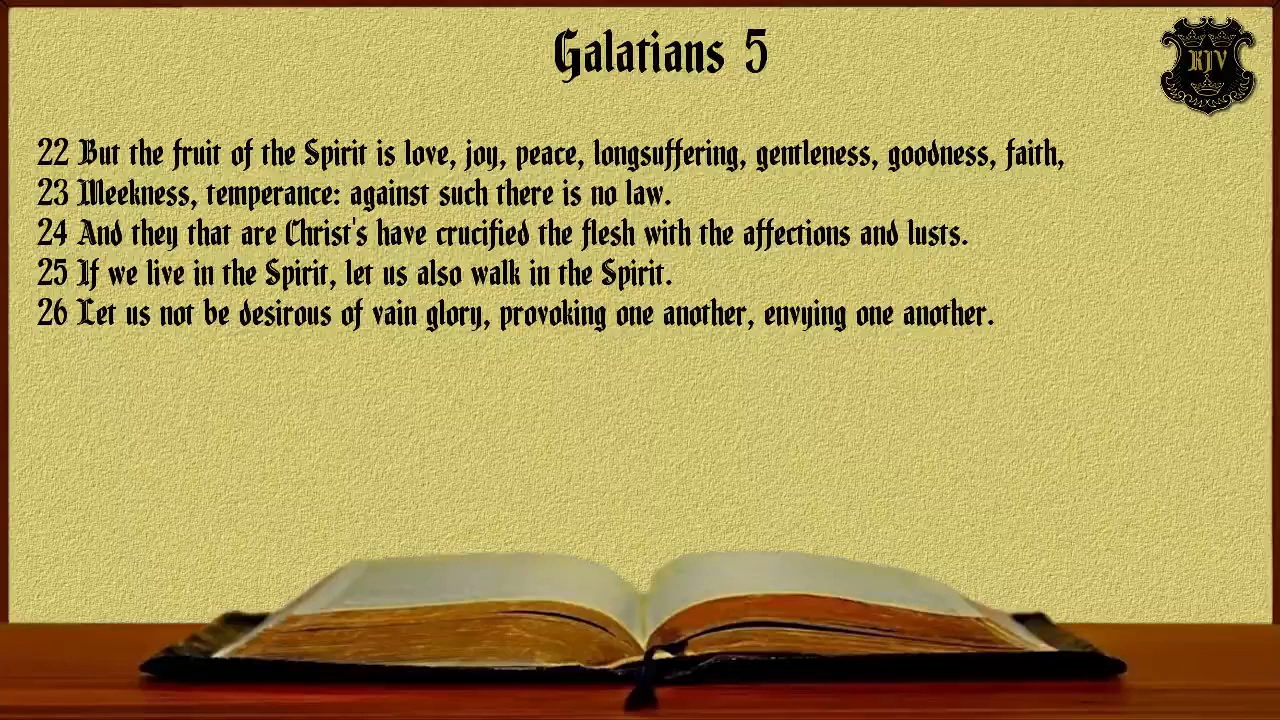 Galatians 5
KJV
22 But the fruit of the Spirit is love, joy, peace, longsuffering, gentleness, goodness, faith,
23 Meekness, temperance: against such there is no law.
24 And they that are Christ's have crucified the flesh with the affections and lusts.
25 If we live in the Spirit, let us also walk in the Spirit.
26 Let us not be desirous of vain glory, provoking one another, envying one another.